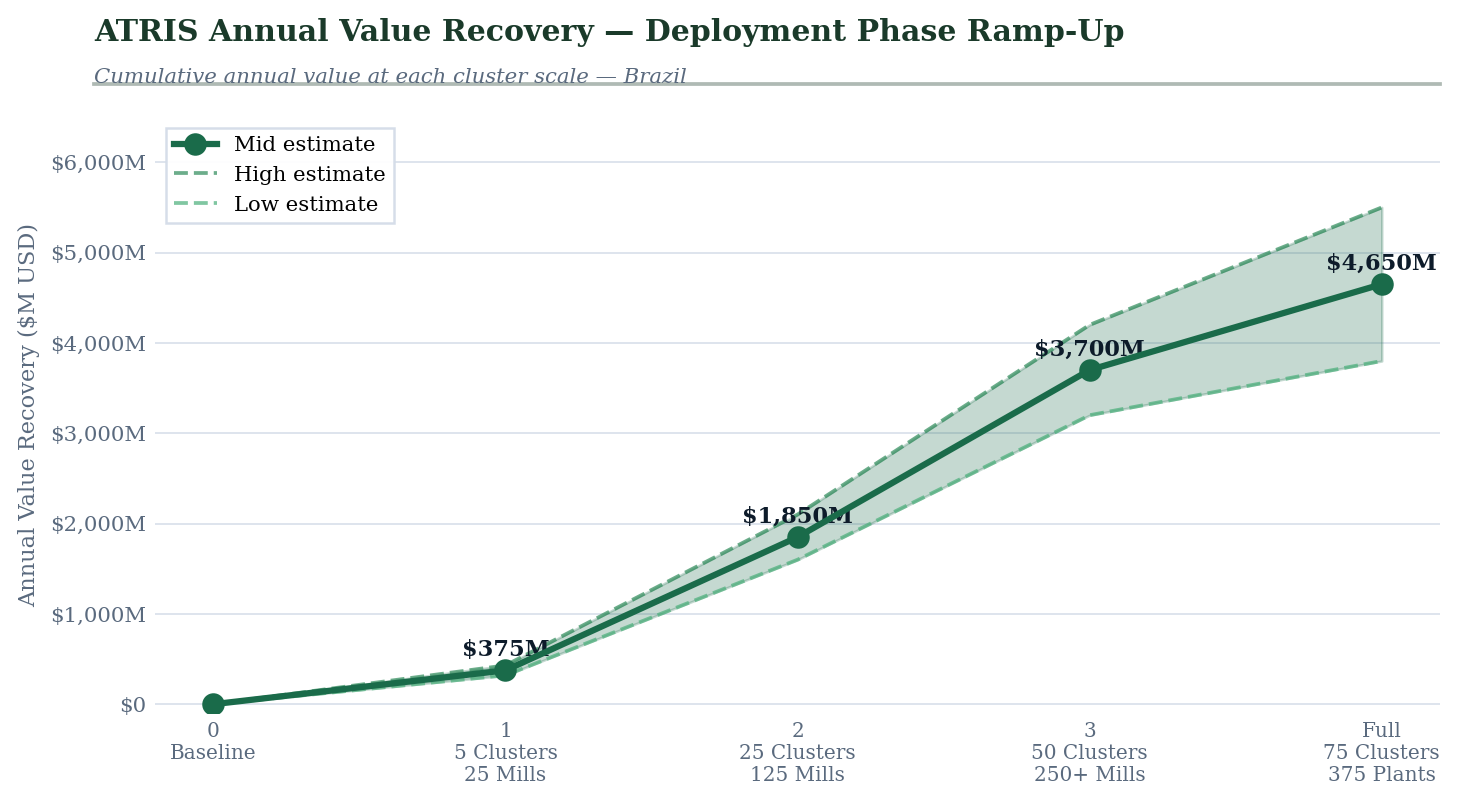 ATRIS Annual Value Recovery — Deployment Phase Ramp-Up
Cumulative annual value at each cluster scale — Brazil
Mid estimate
High estimate
Low estimate
Annual Value Recovery ($M USD)
$6,000M
$5,000M
$4,000M
$3,000M
$2,000M
$1,000M
$0
$375M
$1,850M
$3,700M
$4,650M
0
Baseline
1
5 Clusters
25 Mills
2
25 Clusters
125 Mills
3
50 Clusters
250+ Mills
Full
75 Clusters
375 Plants